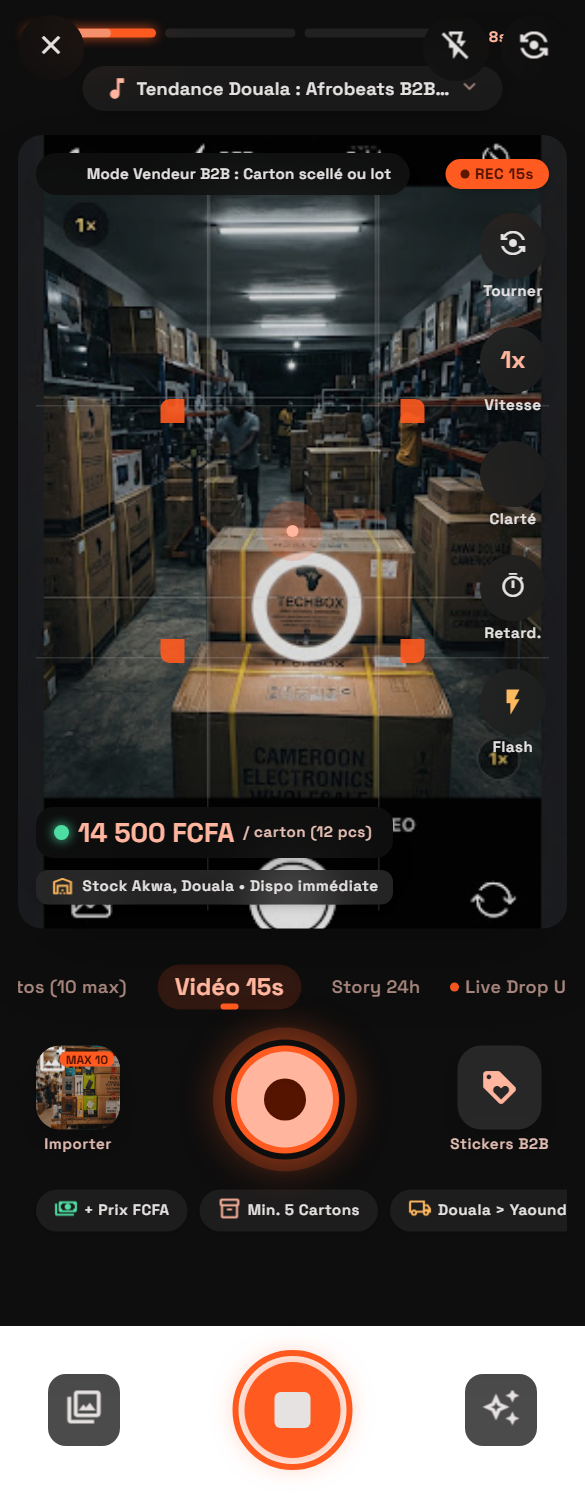 8s
Tendance Douala : Afrobeats B2B...
Mode Vendeur B2B : Carton scellé ou lot
REC 15s
1x
Tourner
1x
Vitesse
Clarté
TECHBOX
Retard.
TECHBOX
Flash
1x
CAMEROON
ELECTRONICS
WHOLESALE
14 500 FCFA / carton (12 pcs)
EO
Stock Akwa, Douala • Dispo immédiate
tos (10 max)
Vidéo 15s
Story 24h
Live Drop U
MAX 10
Importer
Stickers B2B
+ Prix FCFA
Min. 5 Cartons
Douala > Yaound